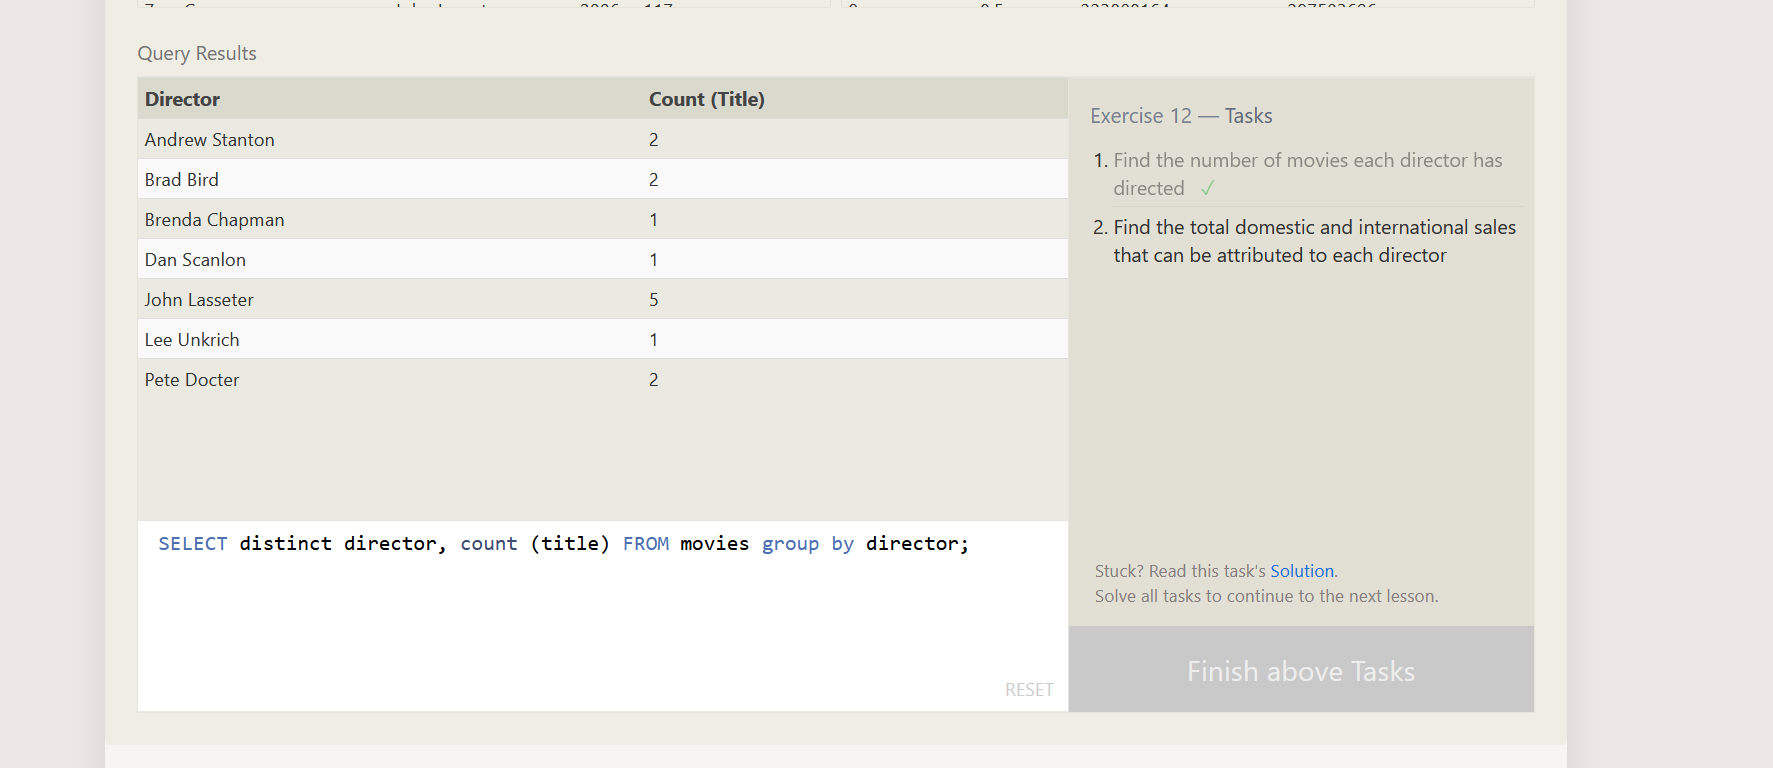 Query Results
Director Count (Title)
Andrew Stanton 2
Brad Bird 2
Brenda Chapman 1
Dan Scanlon 1
John Lasseter 5
Lee Unkrich 1
Pete Docter 2
SELECT distinct director, count (title) FROM movies group by director;
RESET
Exercise 12 — Tasks
1. Find the number of movies each director has
directed ✓
2. Find the total domestic and international sales
that can be attributed to each director
Stuck? Read this task's Solution.
Solve all tasks to continue to the next lesson.
Finish above Tasks